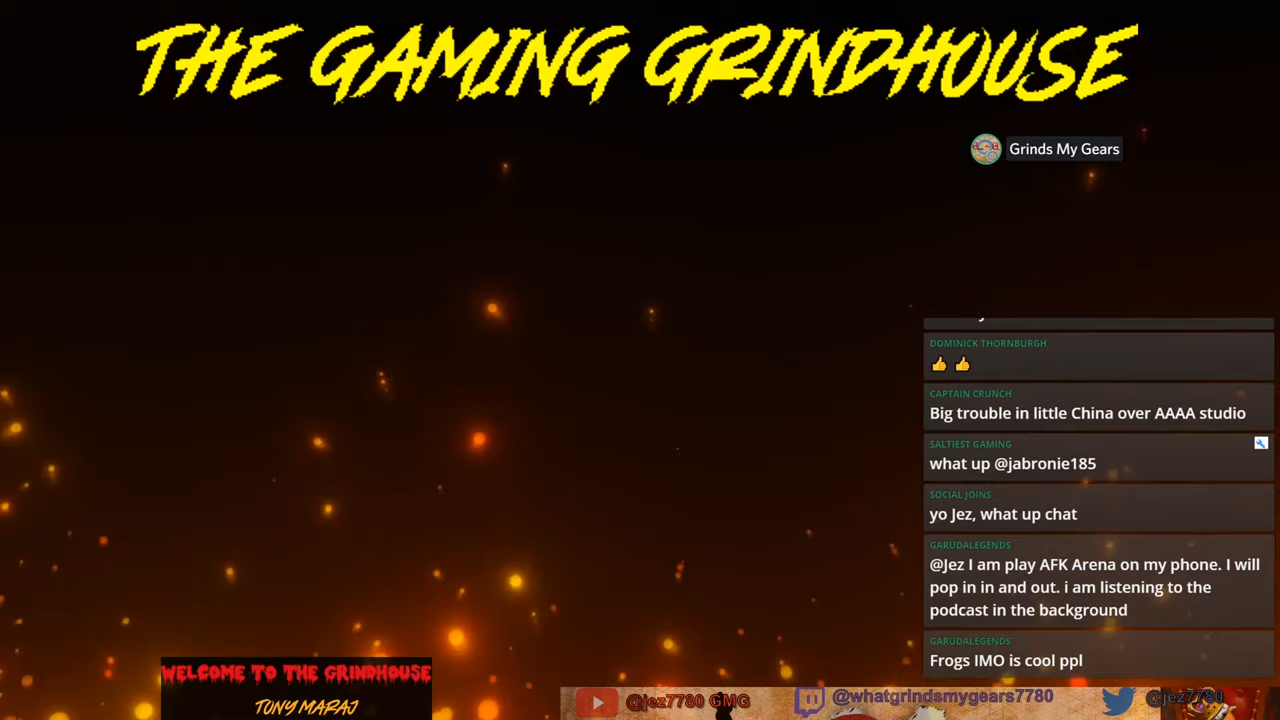 THE GAMING GRINDHOUSE
Grinds My Gears
DOMINICK THORNBURGH
👍 👍
CAPTAIN CRUNCH
Big trouble in little China over AAAA studio
SALTIEST GAMING
what up @jabronie185
SOCIAL JOINS
yo Jez, what up chat
GARUDALEGENDS
@Jez I am play AFK Arena on my phone. I will
pop in in and out. i am listening to the
podcast in the background
GARUDALEGENDS
Frogs IMO is cool ppl
WELCOME TO THE GRINDHOUSE
TONY MARAJ
@jez7780 GMG
@whatgrindsmygears7780
@jez7780